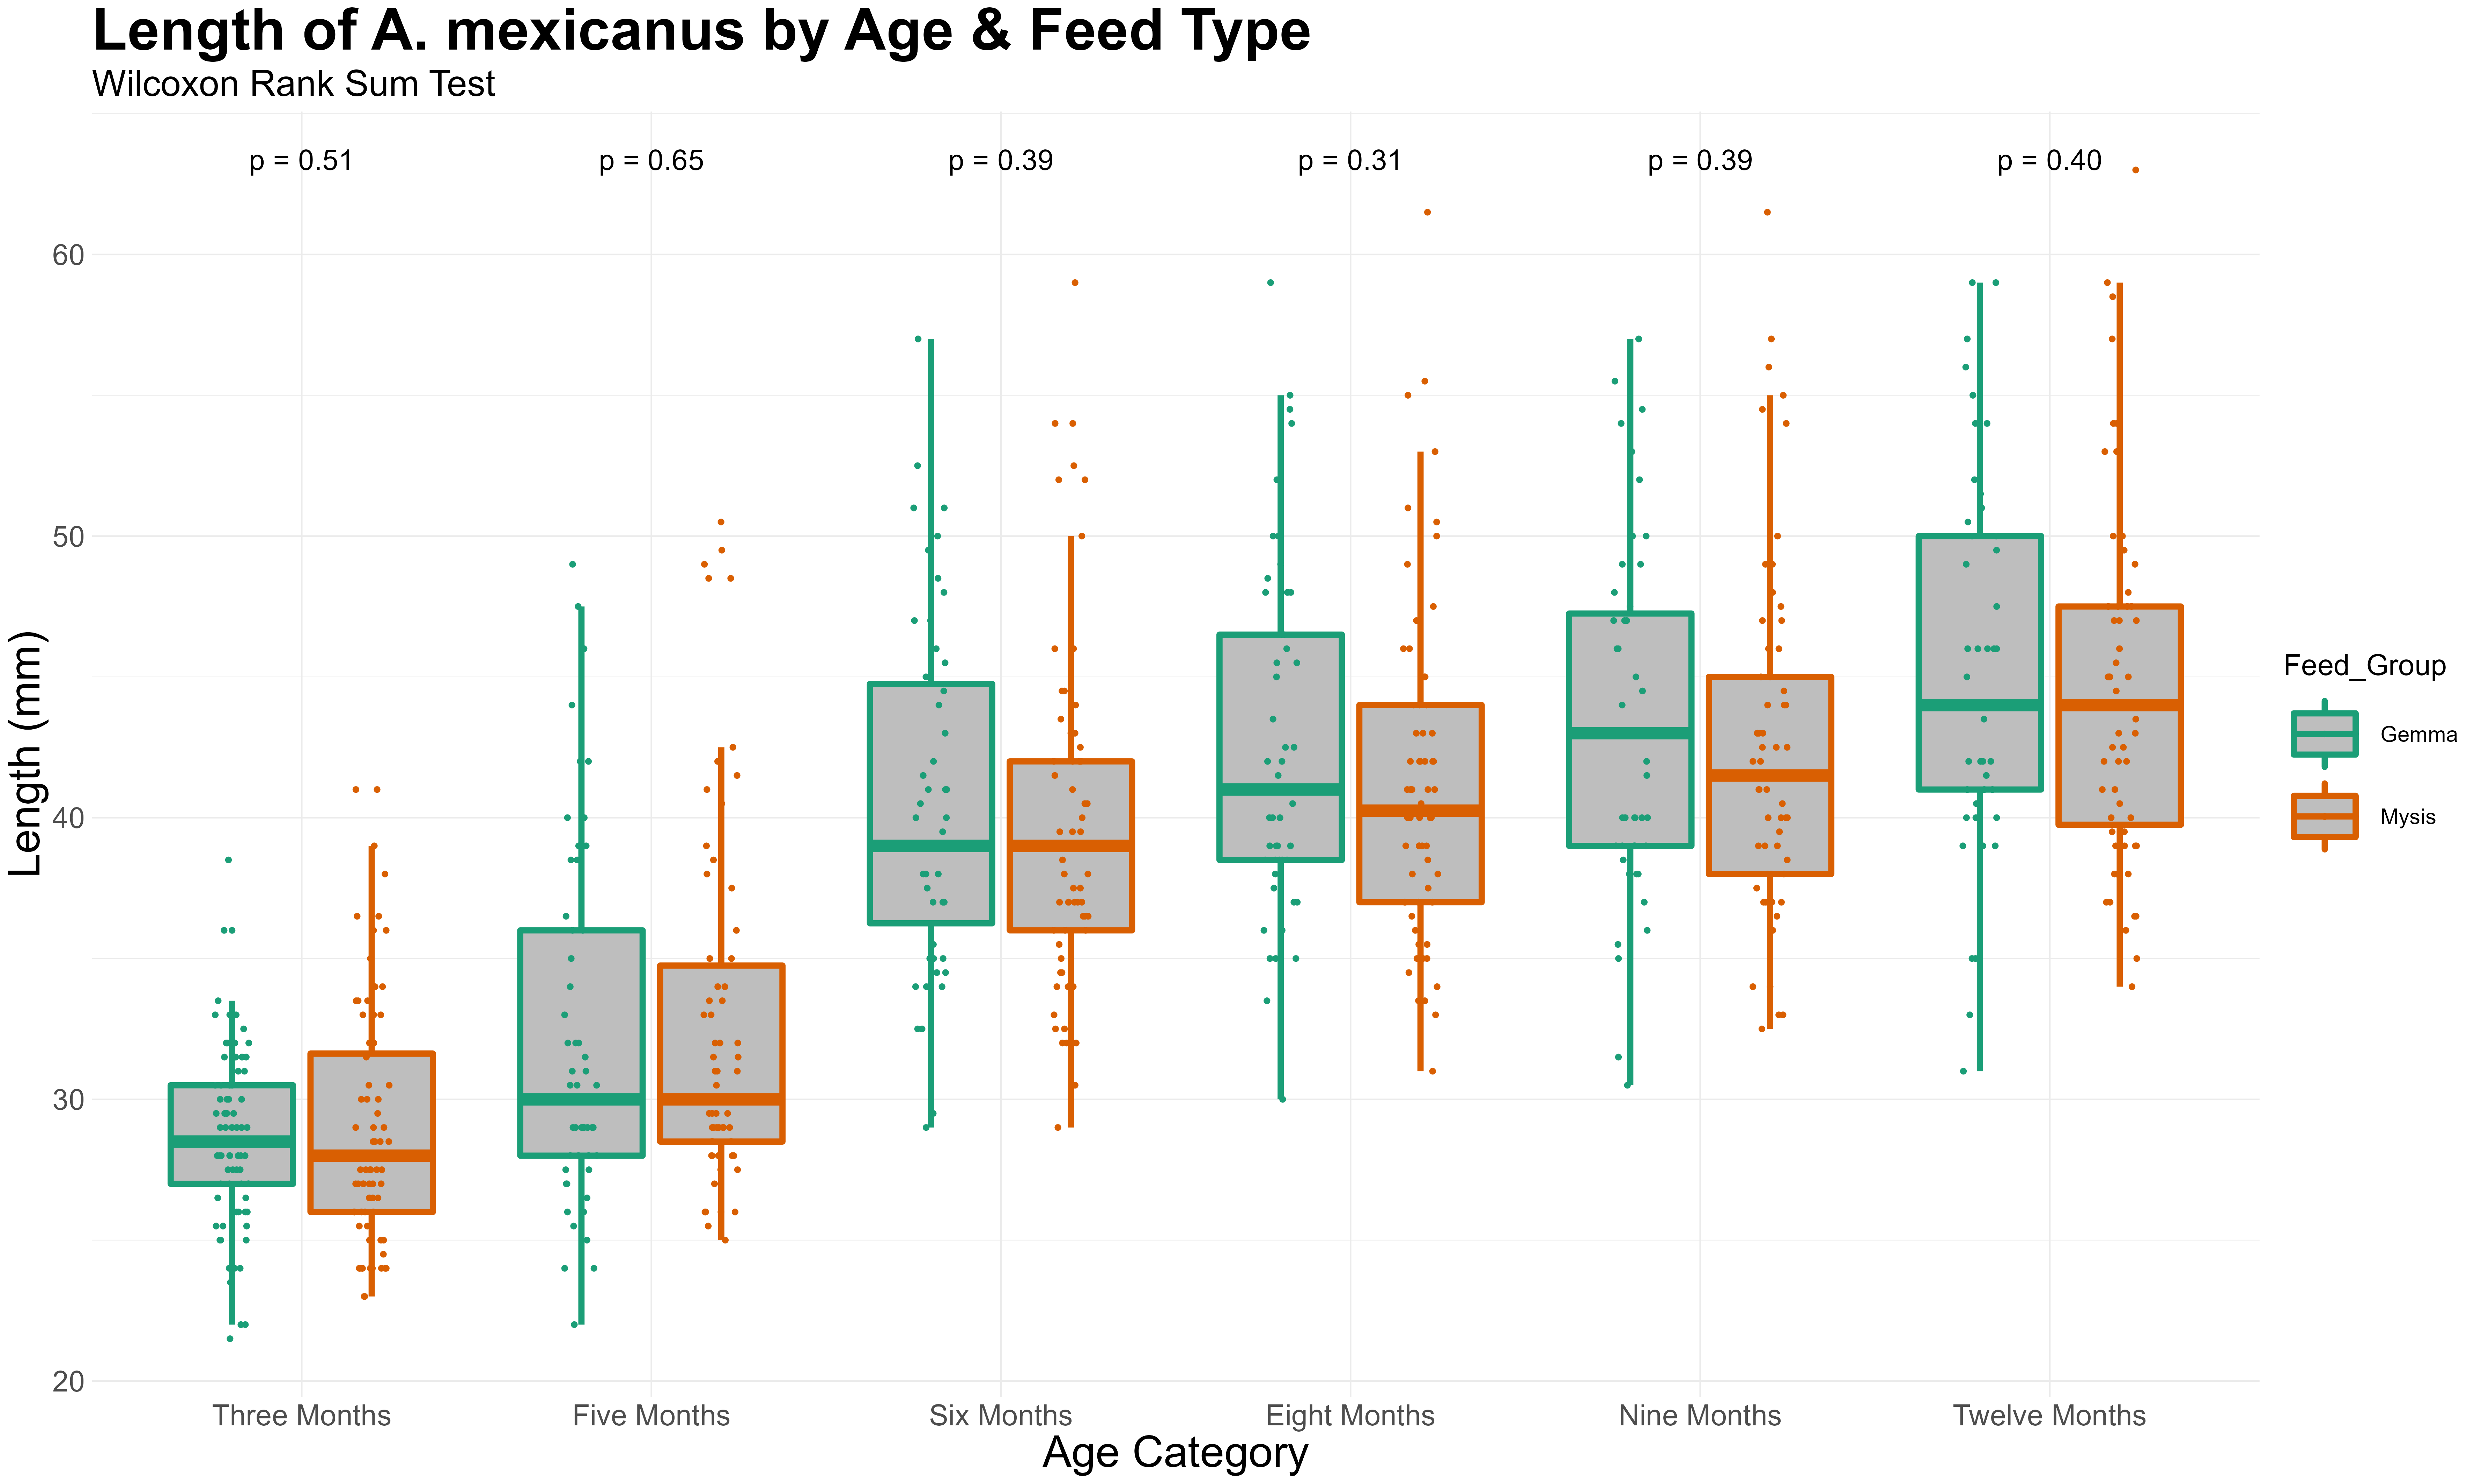 Length of A. mexicanus by Age & Feed Type
Wilcoxon Rank Sum Test
p = 0.51
p = 0.65
p = 0.39
p = 0.31
p = 0.39
p = 0.40
60
50
40
30
20
Length (mm)
Three Months
Five Months
Six Months
Eight Months
Nine Months
Twelve Months
Age Category
Feed_Group
Gemma
Mysis